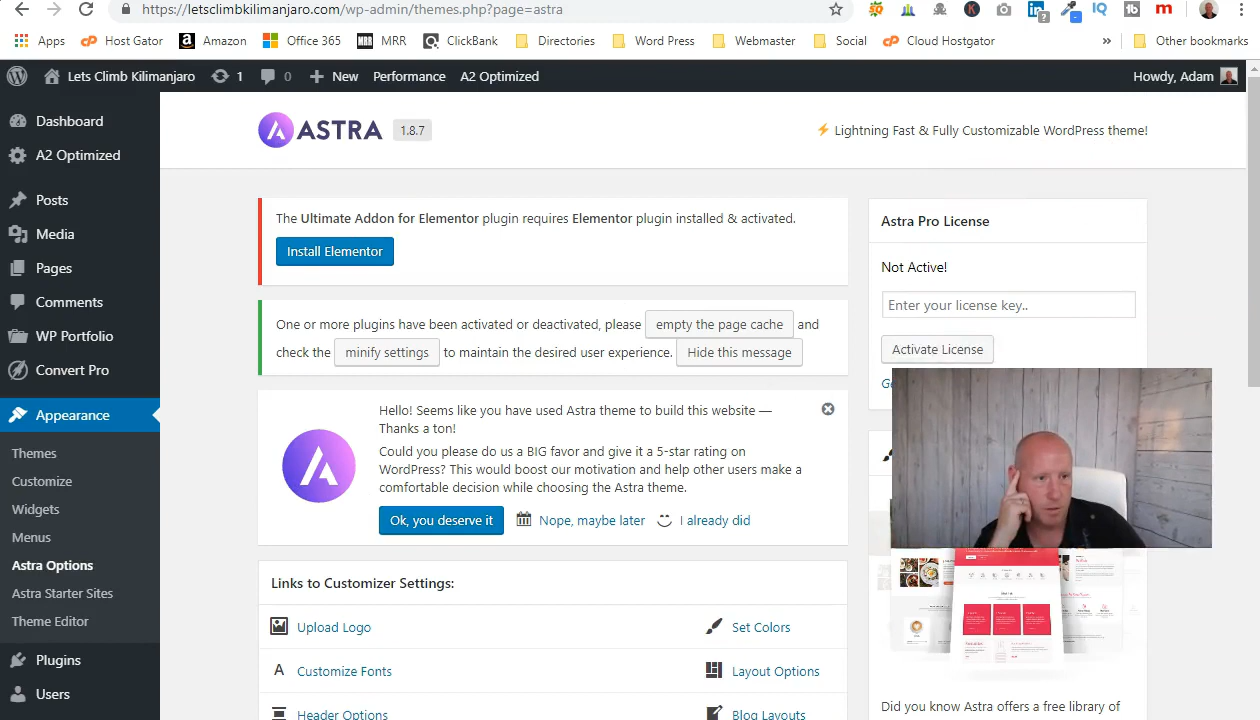 https://letsclimbkilimanjaro.com/wp-admin/themes.php?page=astra
Apps
Host Gator
Amazon
Office 365
MRR
ClickBank
Directories
Word Press
Webmaster
Social
Cloud Hostgator
»
Other bookmarks
Lets Climb Kilimanjaro
1
0
New
Performance
A2 Optimized
Howdy, Adam
Dashboard
A2 Optimized
Posts
Media
Pages
Comments
WP Portfolio
Convert Pro
Appearance
Themes
Customize
Widgets
Menus
Astra Options
Astra Starter Sites
Theme Editor
Plugins
Users
ASTRA
1.8.7
Lightning Fast & Fully Customizable WordPress theme!
The Ultimate Addon for Elementor plugin requires Elementor plugin installed & activated.
Install Elementor
One or more plugins have been activated or deactivated, please empty the page cache and
check the minify settings to maintain the desired user experience. Hide this message
Hello! Seems like you have used Astra theme to build this website —
Thanks a ton!
Could you please do us a BIG favor and give it a 5-star rating on
WordPress? This would boost our motivation and help other users make a
comfortable decision while choosing the Astra theme.
Ok, you deserve it
Nope, maybe later
I already did
Links to Customizer Settings:
Upload Logo
Set Colors
Customize Fonts
Layout Options
Header Options
Blog Layouts
Astra Pro License
Not Active!
Enter your license key..
Activate License
Did you know Astra offers a free library of